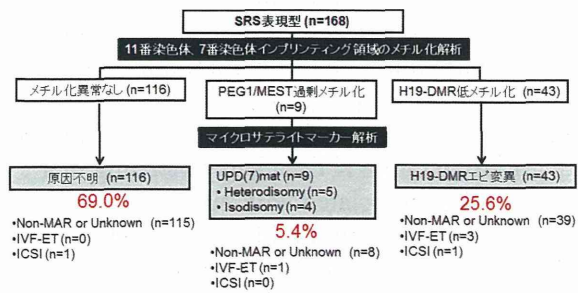 SRS表現型 (n=168)
11番染色体、7番染色体インプリンティング領域のメチル化解析
メチル化異常なし (n=116)
PEG1/MEST過剰メチル化
(n=9)
H19-DMR低メチル化 (n=43)
マイクロサテライトマーカー解析
原因不明 (n=116)
69.0%
•Non-MAR or Unknown (n=115)
•IVF-ET (n=0)
•ICSI (n=1)
UPD(7)mat (n=9)
• Heterodisomy (n=5)
• Isodisomy (n=4)
5.4%
•Non-MAR or Unknown (n=8)
•IVF-ET (n=1)
•ICSI (n=0)
H19-DMRエピ変異 (n=43)
25.6%
•Non-MAR or Unknown (n=39)
•IVF-ET (n=3)
•ICSI (n=1)